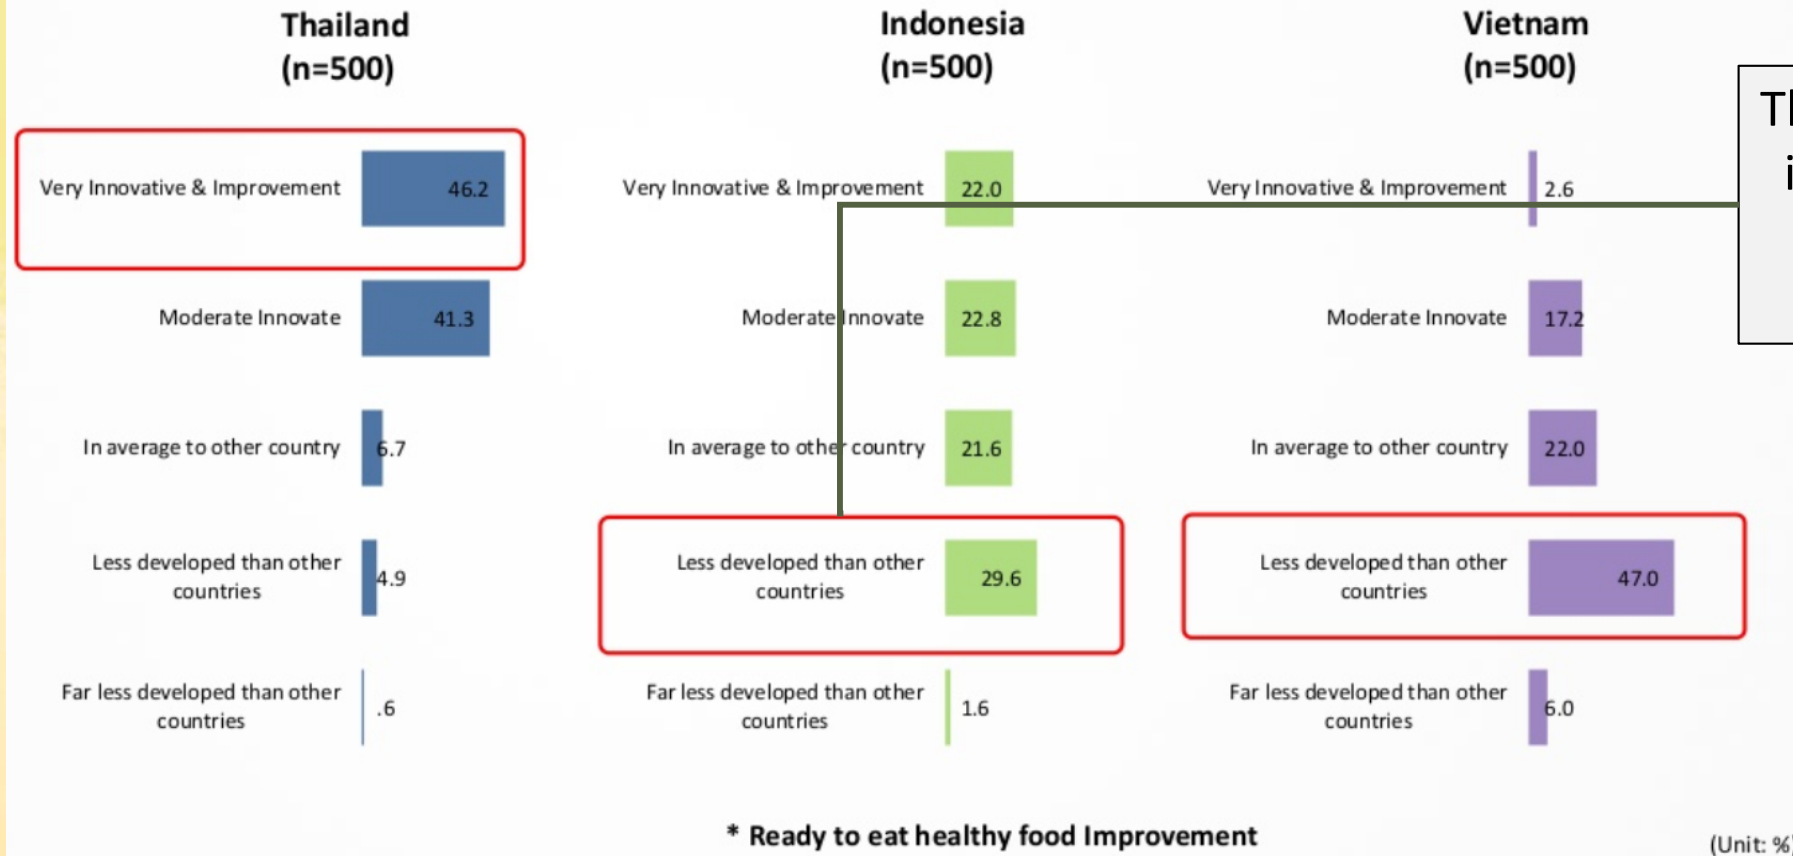 Thailand
(n=500)
Very Innovative & Improvement 46.2
Moderate Innovate 41.3
In average to other country 6.7
Less developed than other
countries 4.9
Far less developed than other
countries .6
Indonesia
(n=500)
Very Innovative & Improvement 22.0
Moderate Innovate 22.8
In average to other country 21.6
Less developed than other
countries 29.6
Far less developed than other
countries 1.6
Vietnam
(n=500)
Very Innovative & Improvement 2.6
Moderate Innovate 17.2
In average to other country 22.0
Less developed than other
countries 47.0
Far less developed than other
countries 6.0
* Ready to eat healthy food Improvement
(Unit: %)